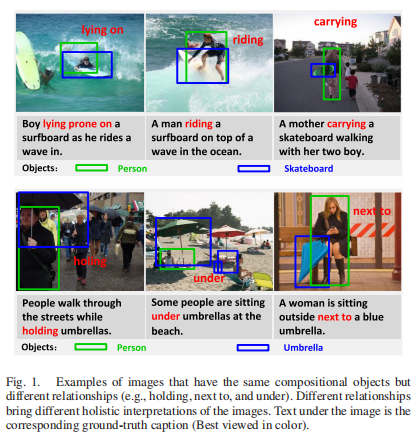 lying on
riding
carrying
Boy lying prone on a
surfboard as he rides a
wave in.
A man riding a
surfboard on top of a
wave in the ocean.
A mother carrying a
skateboard walking
with her two boy.
Objects: Person Skateboard
holding
under
next to
People walk through
the streets while
holding umbrellas.
Some people are sitting
under umbrellas at the
beach.
A woman is sitting
outside next to a blue
umbrella.
Objects: Person Umbrella
Fig. 1. Examples of images that have the same compositional objects but
different relationships (e.g., holding, next to, and under). Different relationships
bring different holistic interpretations of the images. Text under the image is the
corresponding ground-truth caption (Best viewed in color).